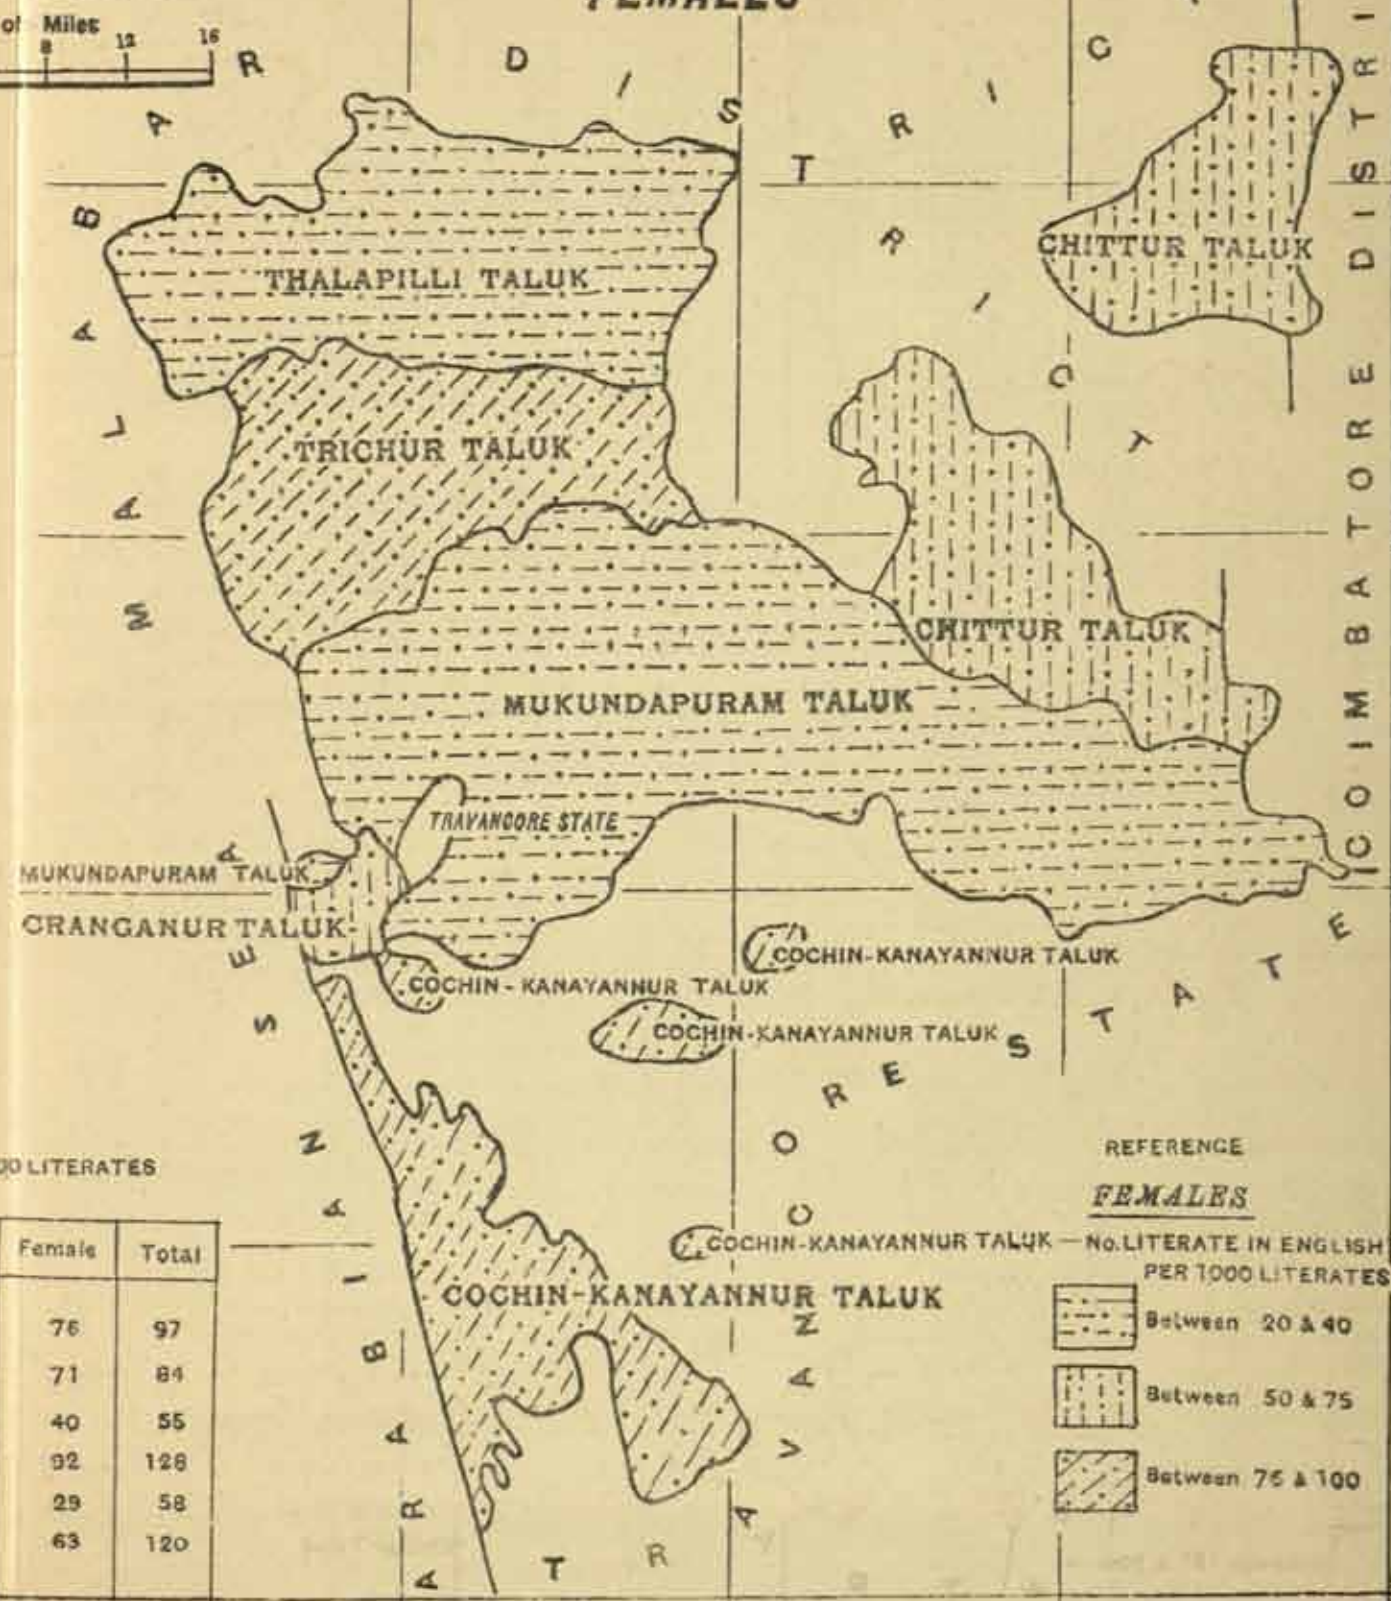 FEMALES
of Miles
8 12 16
MALABAR DISTRICT
DISTRICT
COIMBATORE DISTRI
CHITTUR TALUK
THALAPILLI TALUK
TRICHUR TALUK
CHITTUR TALUK
MUKUNDAPURAM TALUK
TRAVANCORE STATE
MUKUNDAPURAM TALUK
CRANGANUR TALUK
COCHIN-KANAYANNUR TALUK
COCHIN-KANAYANNUR TALUK
COCHIN-KANAYANNUR TALUK
COCHIN-KANAYANNUR TALUK
COCHIN-KANAYANNUR TALUK
ARABIAN SEA
TRAVANCORE STATE
00 LITERATES
Female Total
76 97
71 84
40 55
92 128
29 58
63 120
REFERENCE
FEMALES
No. LITERATE IN ENGLISH
PER 1000 LITERATES
Between 20 & 40
Between 50 & 75
Between 76 & 100